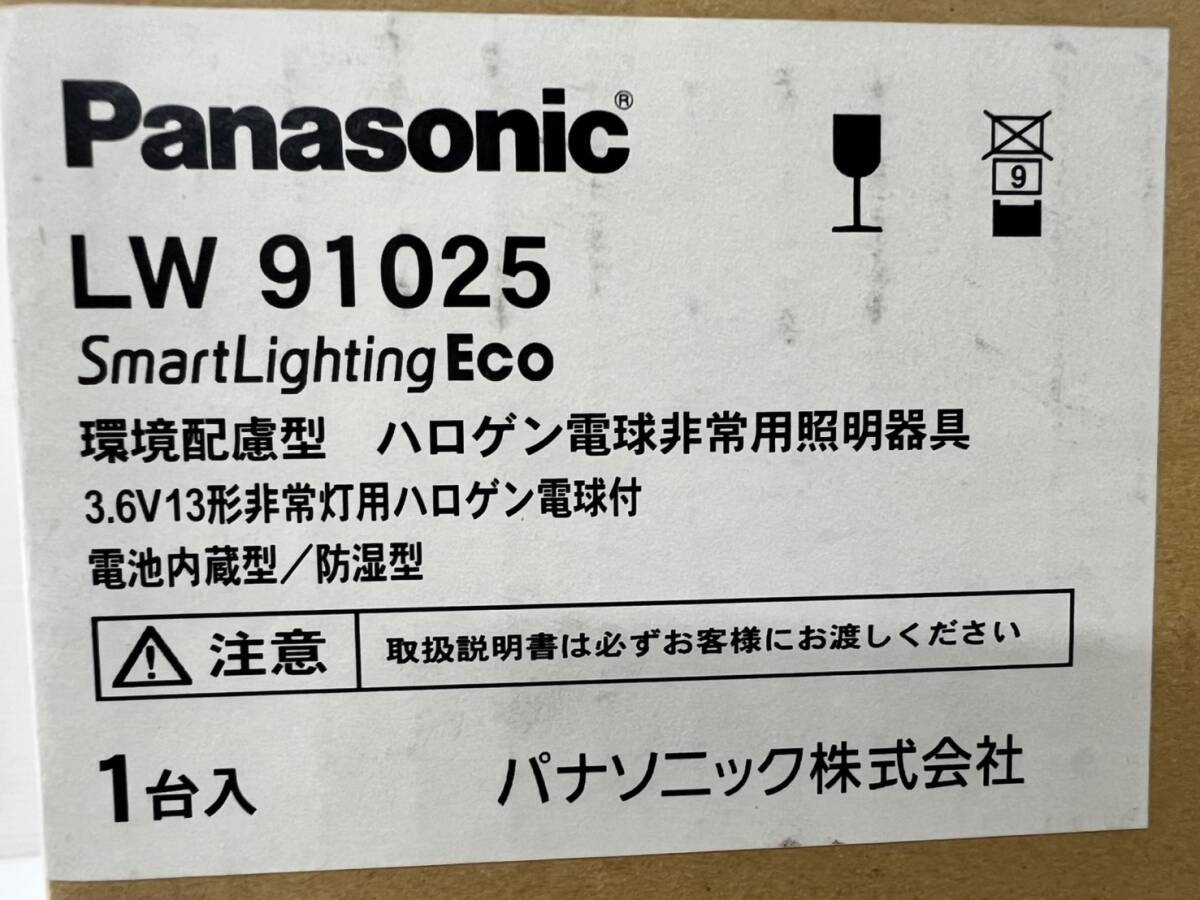 Panasonic®
9
LW 91025
SmartLighting Eco
環境配慮型 ハロゲン電球非常用照明器具
3.6V13形非常灯用ハロゲン電球付
電池内蔵型／防湿型
注意 取扱説明書は必ずお客様にお渡しください
1台入 パナソニック株式会社